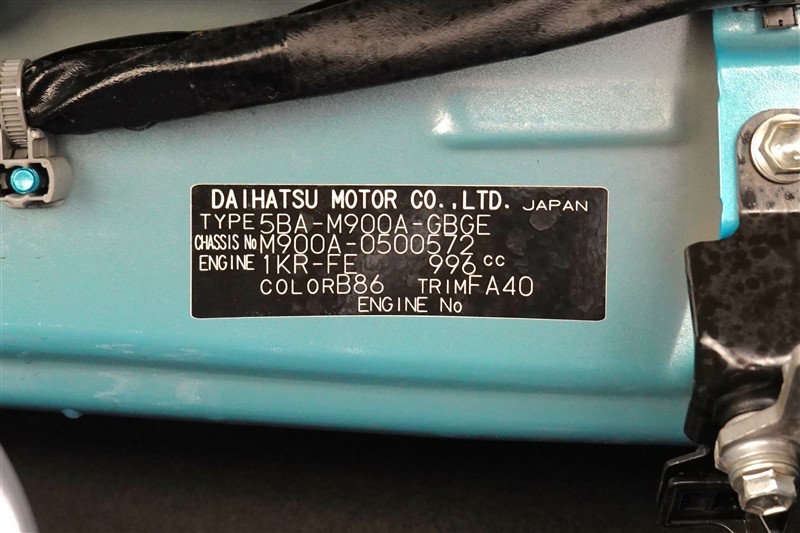 DAIHATSU MOTOR CO.,LTD. JAPAN
TYPE 5BA-M900A-GBGE
CHASSIS No M900A-0500572
ENGINE 1KR-FE 996 cc
COLOR B86 TRIM FA40
ENGINE No